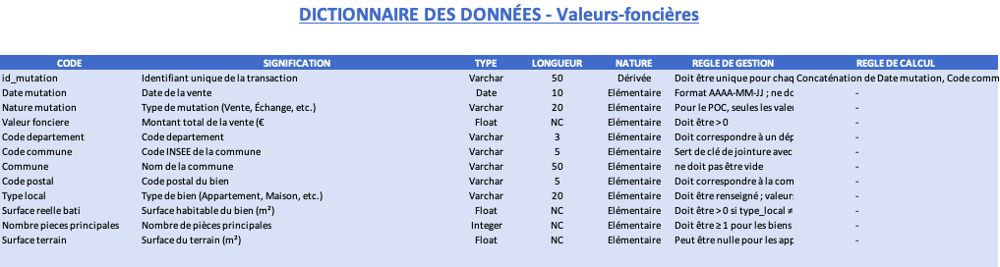 DICTIONNAIRE DES DONNÉES - Valeurs-foncières
CODE SIGNIFICATION TYPE LONGUEUR NATURE REGLE DE GESTION REGLE DE CALCUL
id_mutation Identifiant unique de la transaction Varchar 50 Dérivée Doit être unique pour chaq Concaténation de Date mutation, Code comm
Date mutation Date de la vente Date 10 Elémentaire Format AAAA-MM-JJ ; ne do -
Nature mutation Type de mutation (Vente, Échange, etc.) Varchar 20 Elémentaire Pour le POC, seules les valer -
Valeur fonciere Montant total de la vente (€ Float NC Elémentaire Doit être > 0 -
Code departement Code departement Varchar 3 Elémentaire Doit correspondre à un dép -
Code commune Code INSEE de la commune Varchar 5 Elémentaire Sert de clé de jointure avec -
Commune Nom de la commune Varchar 50 Elémentaire ne doit pas être vide -
Code postal Code postal du bien Varchar 5 Elémentaire Doit correspondre à la com -
Type local Type de bien (Appartement, Maison, etc.) Varchar 20 Elémentaire Doit être renseigné ; valeur: -
Surface reelle bati Surface habitable du bien (m²) Float NC Elémentaire Doit être > 0 si type_local ≠ -
Nombre pieces principales Nombre de pièces principales Integer NC Elémentaire Doit être ≥ 1 pour les biens -
Surface terrain Surface du terrain (m²) Float NC Elémentaire Peut être nulle pour les app -